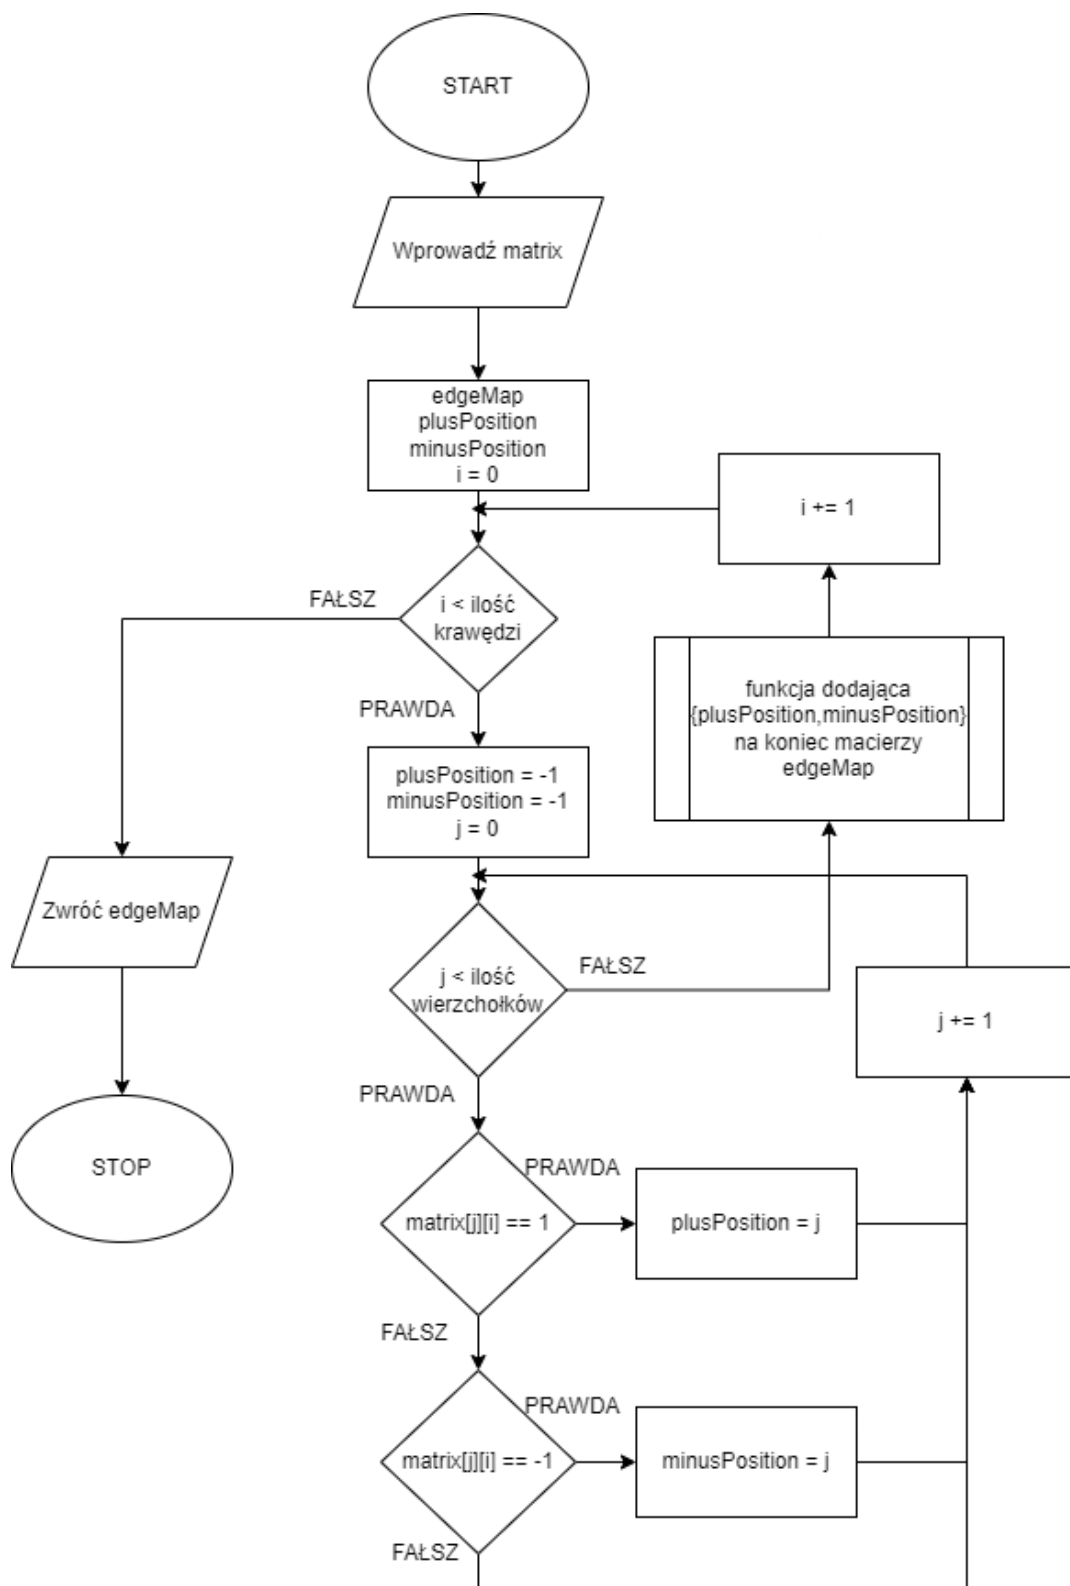 START
Wprowadź matrix
edgeMap
plusPosition
minusPosition
i = 0
i += 1
FAŁSZ
i < ilość
krawędzi
PRAWDA
funkcja dodająca
{plusPosition,minusPosition}
na koniec macierzy
edgeMap
plusPosition = -1
minusPosition = -1
j = 0
Zwróć edgeMap
j < ilość
wierzchołków
FAŁSZ
j += 1
PRAWDA
STOP
matrix[j][i] == 1
PRAWDA
plusPosition = j
FAŁSZ
matrix[j][i] == -1
PRAWDA
minusPosition = j
FAŁSZ